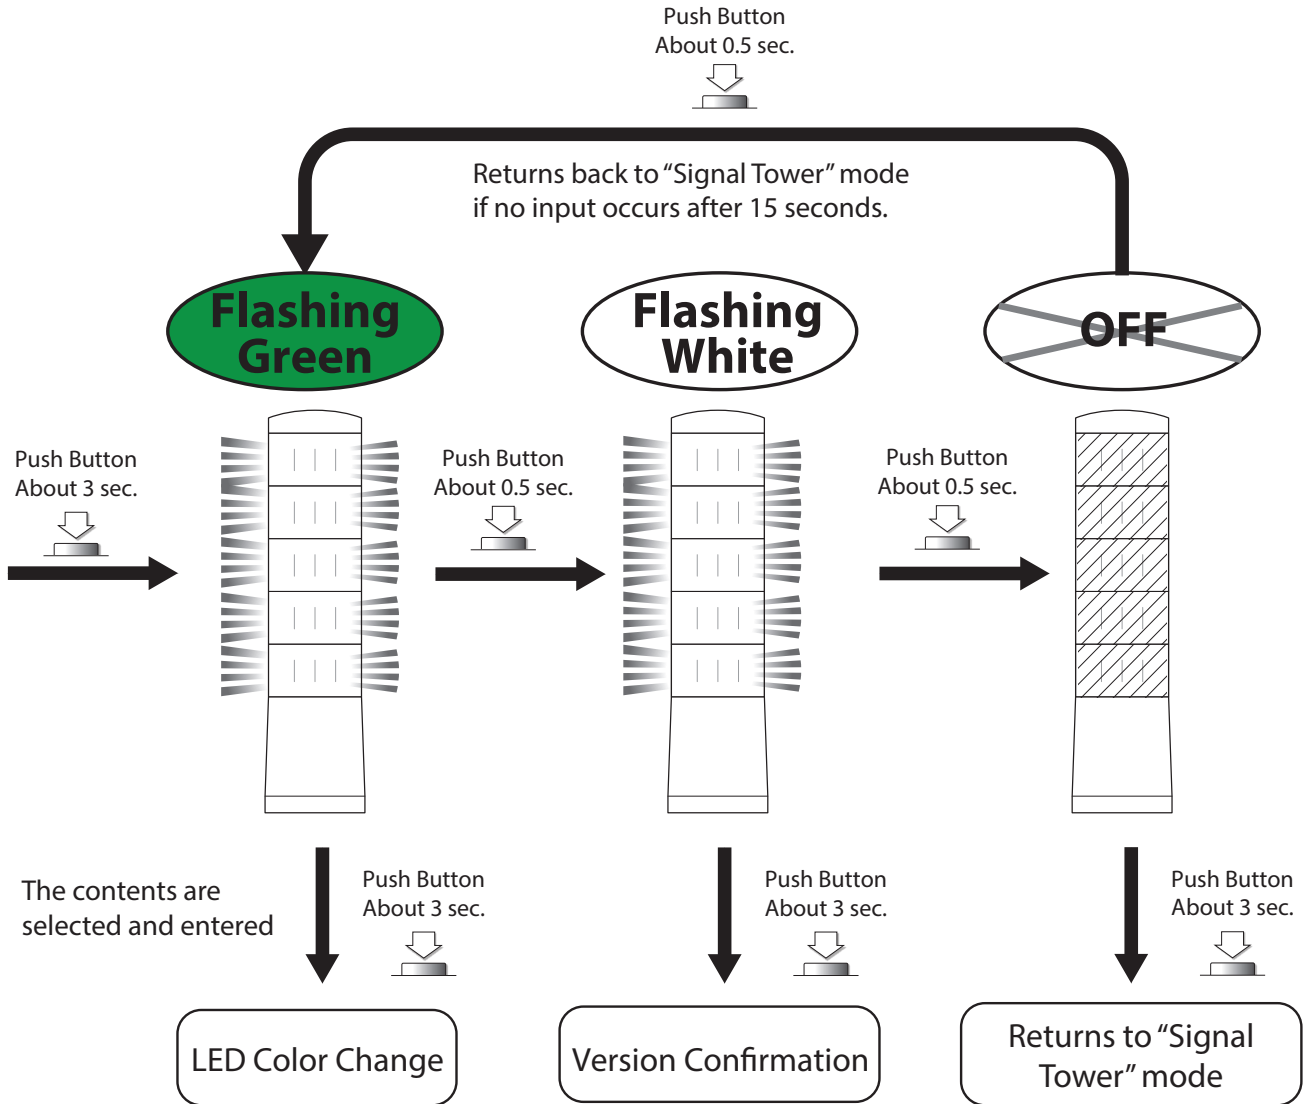 Push Button
About 0.5 sec.
Returns back to “Signal Tower” mode
if no input occurs after 15 seconds.
Flashing
Green
Flashing
White
OFF
Push Button
About 3 sec.
Push Button
About 0.5 sec.
Push Button
About 0.5 sec.
The contents are
selected and entered
Push Button
About 3 sec.
Push Button
About 3 sec.
Push Button
About 3 sec.
LED Color Change
Version Confirmation
Returns to “Signal
Tower” mode